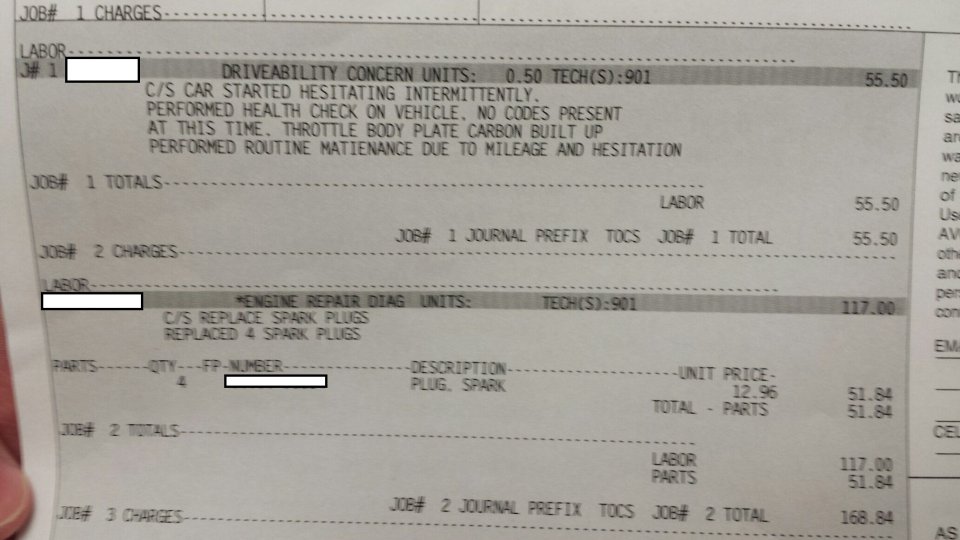 JOB# 1 CHARGES
LABOR
J# 1 DRIVEABILITY CONCERN UNITS: 0.50 TECH(S):901 55.50
C/S CAR STARTED HESITATING INTERMITTENTLY.
PERFORMED HEALTH CHECK ON VEHICLE. NO CODES PRESENT
AT THIS TIME. THROTTLE BODY PLATE CARBON BUILT UP
PERFORMED ROUTINE MATIENANCE DUE TO MILEAGE AND HESITATION
JOB# 1 TOTALS
LABOR 55.50
JOB# 1 JOURNAL PREFIX TOCS JOB# 1 TOTAL 55.50
JOB# 2 CHARGES
LABOR
*ENGINE REPAIR DIAG UNITS: TECH(S):901 117.00
C/S REPLACE SPARK PLUGS
REPLACED 4 SPARK PLUGS
PARTS------QTY---FP-NUMBER---------------DESCRIPTION--------------------UNIT PRICE-
4 PLUG. SPARK 12.96 51.84
TOTAL - PARTS 51.84
JOB# 2 TOTALS
LABOR 117.00
PARTS 51.84
JOB# 2 JOURNAL PREFIX TOCS JOB# 2 TOTAL 168.84
JOB# 3 CHARGES
of
AS